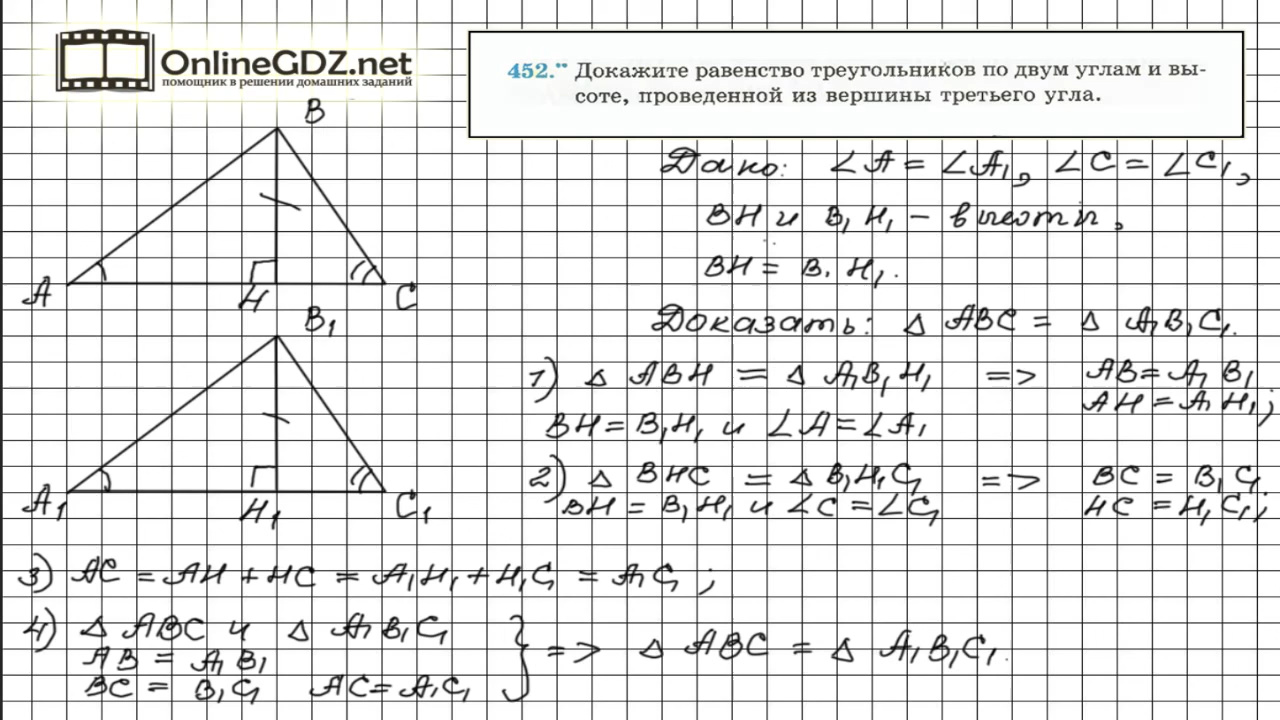 OnlineGDZ.net
помощник в решении домашних заданий
452.** Докажите равенство треугольников по двум углам и вы-
соте, проведенной из вершины третьего угла.
B
A
H
C
B₁
A₁
H₁
C₁
Дано: ∠A = ∠A₁, ∠C = ∠C₁,
BH и B₁H₁ – высоты,
BH = B₁H₁.
Доказать: △ ABC = △ A₁B₁C₁.
1) △ ABH = △ A₁B₁H₁ => AB = A₁B₁
AH = A₁H₁;
BH = B₁H₁ и ∠A = ∠A₁
2) △ BHC = △ B₁H₁C₁ => BC = B₁C₁
BH = B₁H₁ и ∠C = ∠C₁ HC = H₁C₁;
3) AC = AH + HC = A₁H₁ + H₁C₁ = A₁C₁;
4) △ ABC и △ A₁B₁C₁
AB = A₁B₁
BC = B₁C₁ AC = A₁C₁ } => △ ABC = △ A₁B₁C₁.